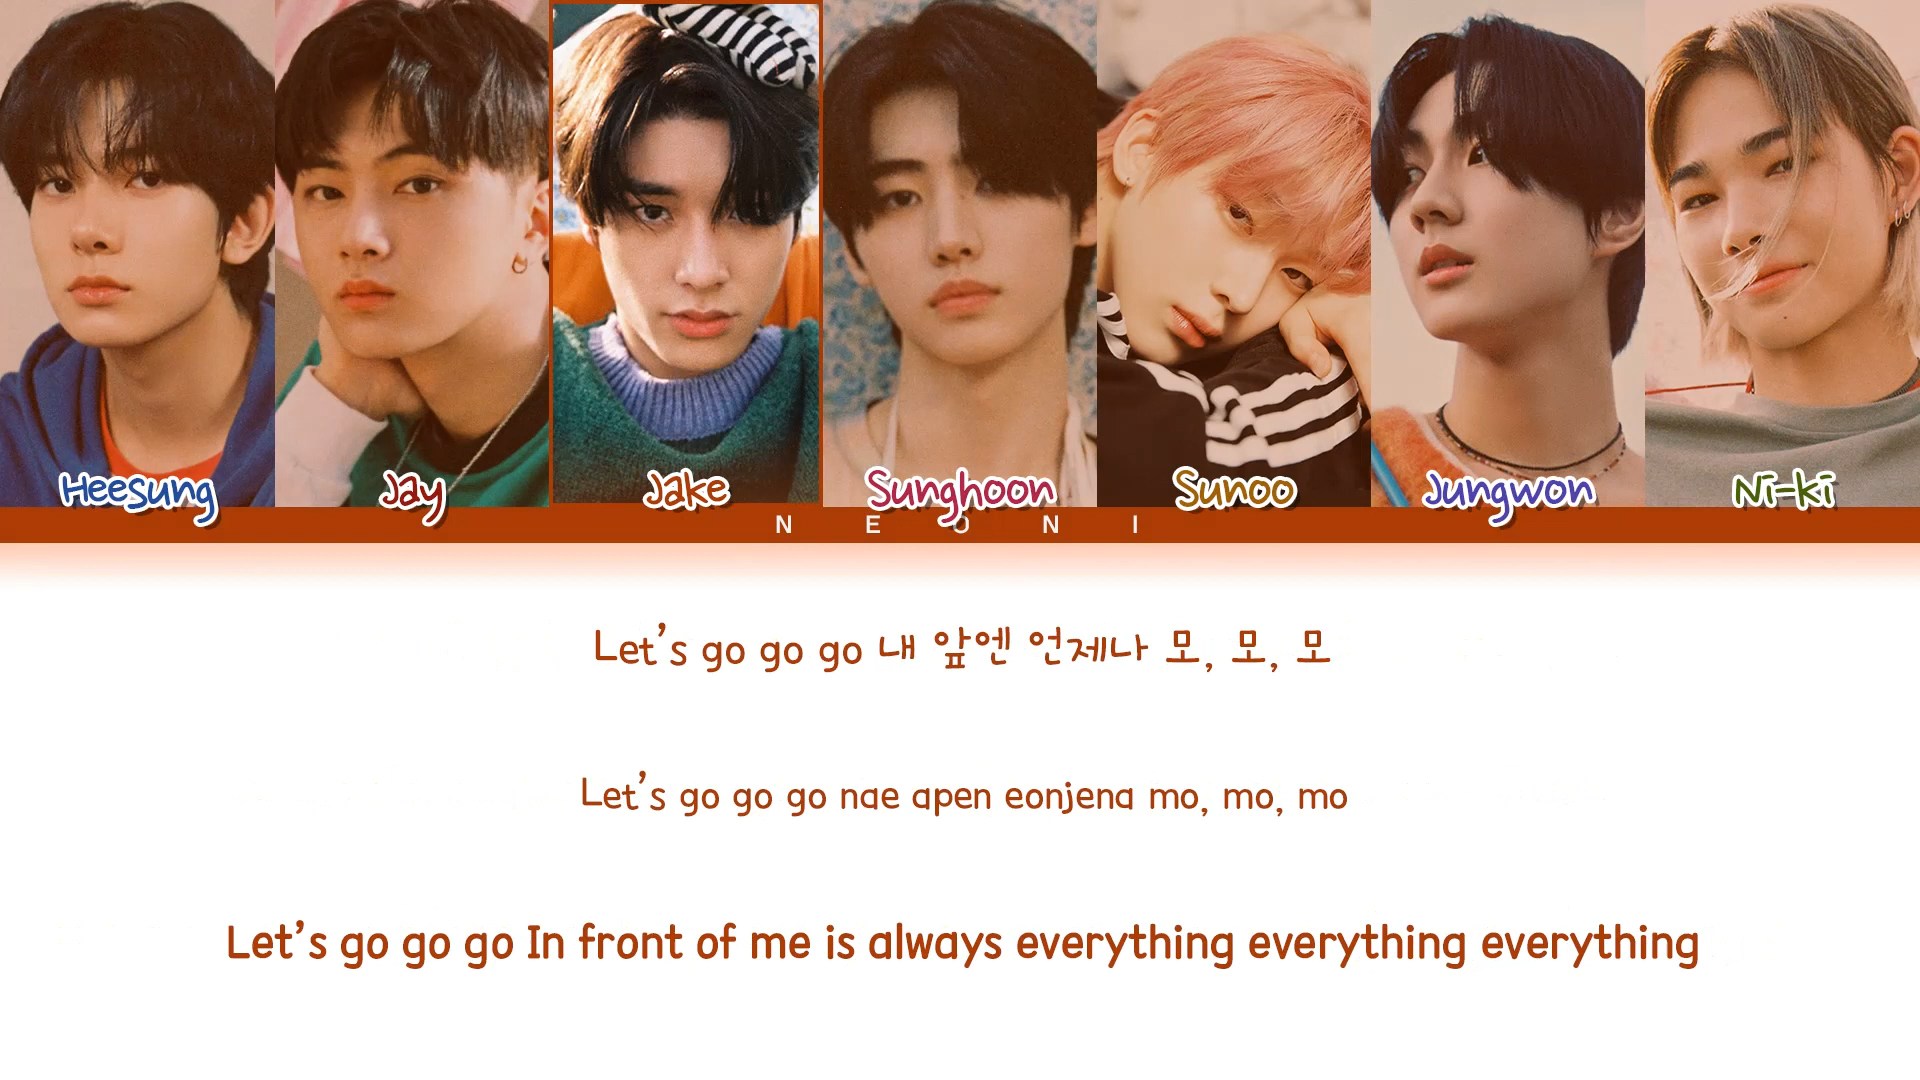 Heesung Jay Jake Sunghoon Sunoo Jungwon Ni-ki
N E O N I
Let's go go go 내 앞엔 언제나 모, 모, 모
Let's go go go nae apen eonjena mo, mo, mo
Let's go go go In front of me is always everything everything everything